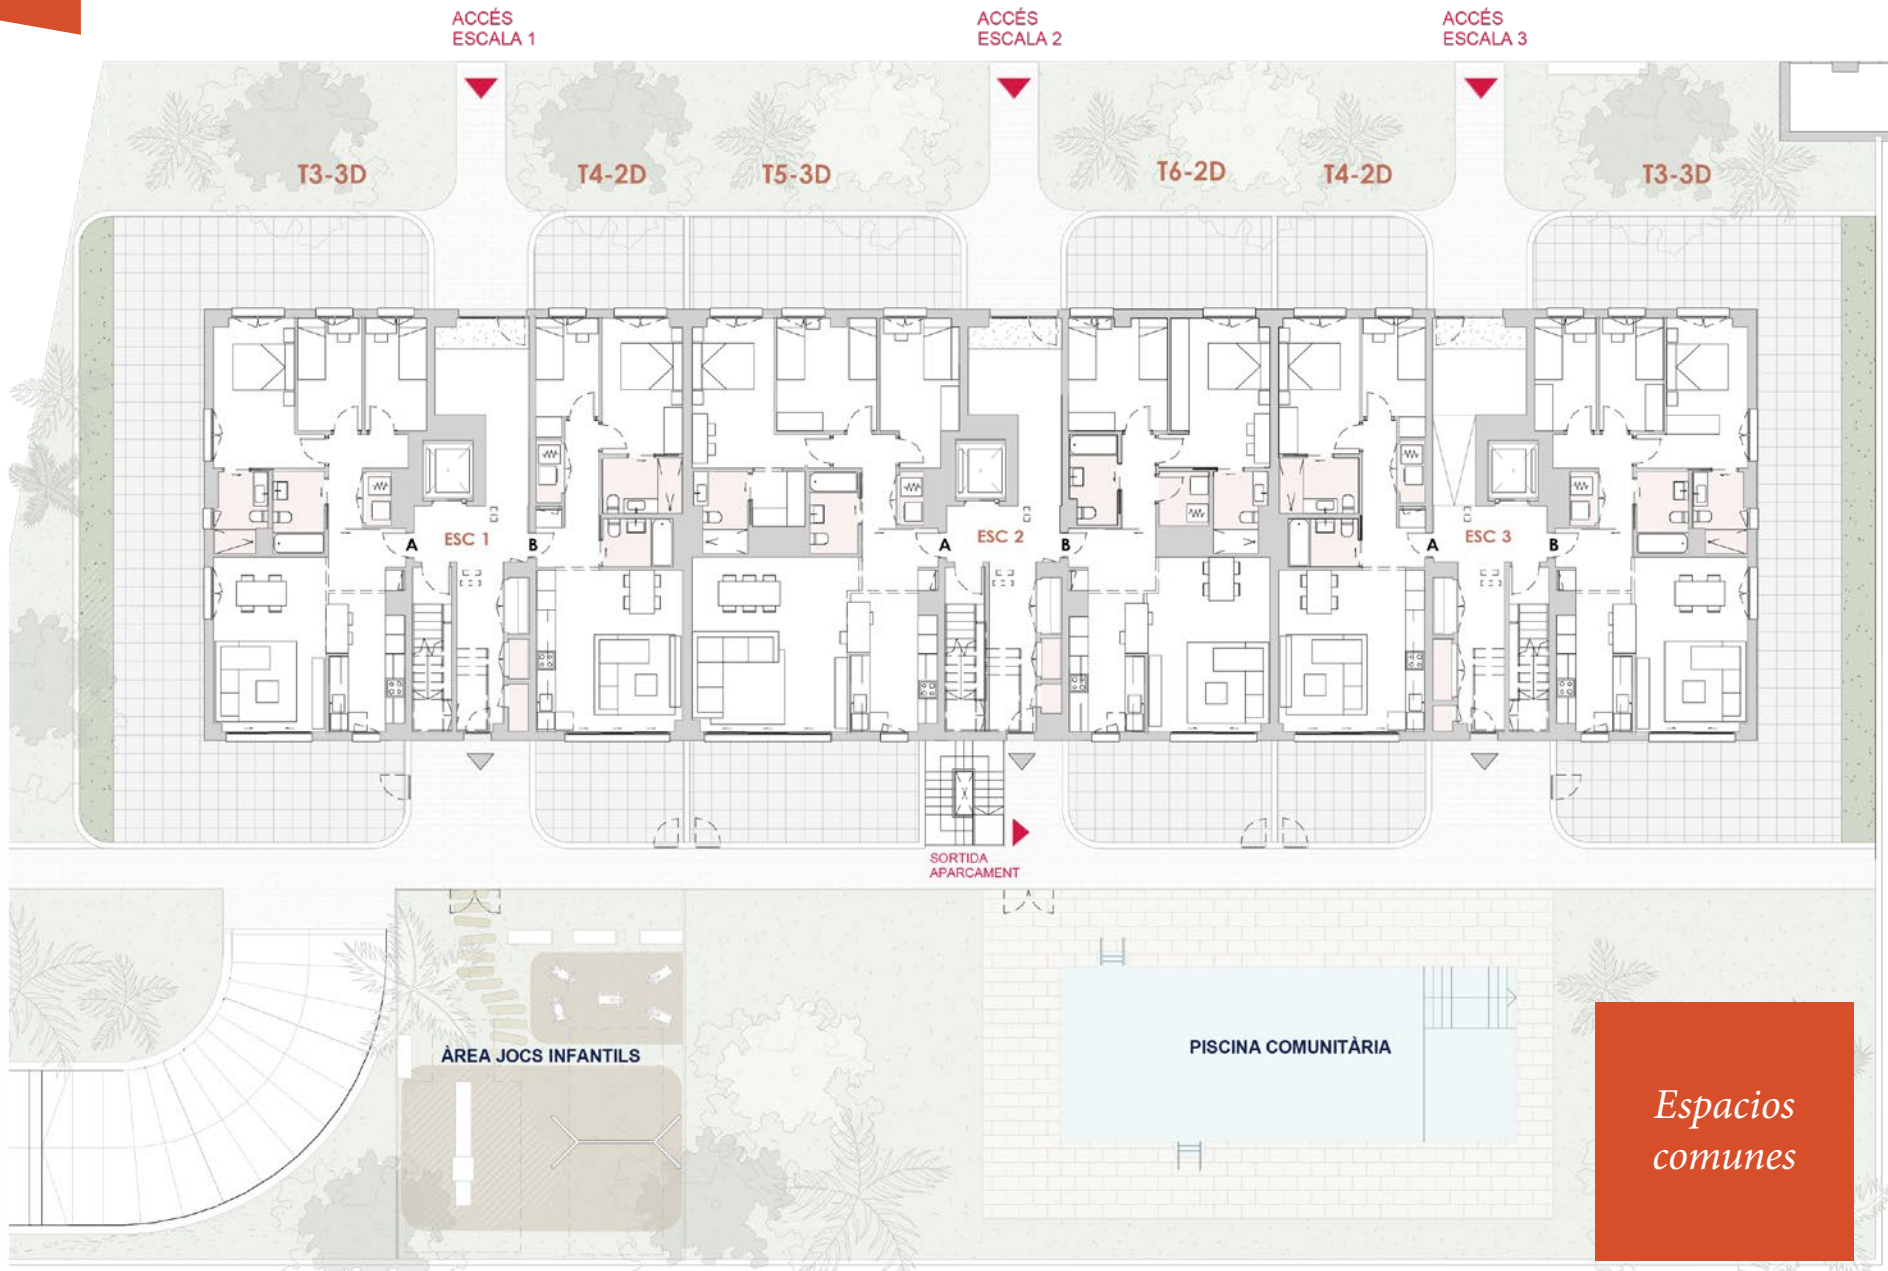 ACCÉS
ESCALA 1
ACCÉS
ESCALA 2
ACCÉS
ESCALA 3
T3-3D
T4-2D
T5-3D
T6-2D
T4-2D
T3-3D
A
ESC 1
B
A
ESC 2
B
A
ESC 3
B
SORTIDA
APARCAMENT
ÀREA JOCS INFANTILS
PISCINA COMUNITÀRIA
Espacios
comunes